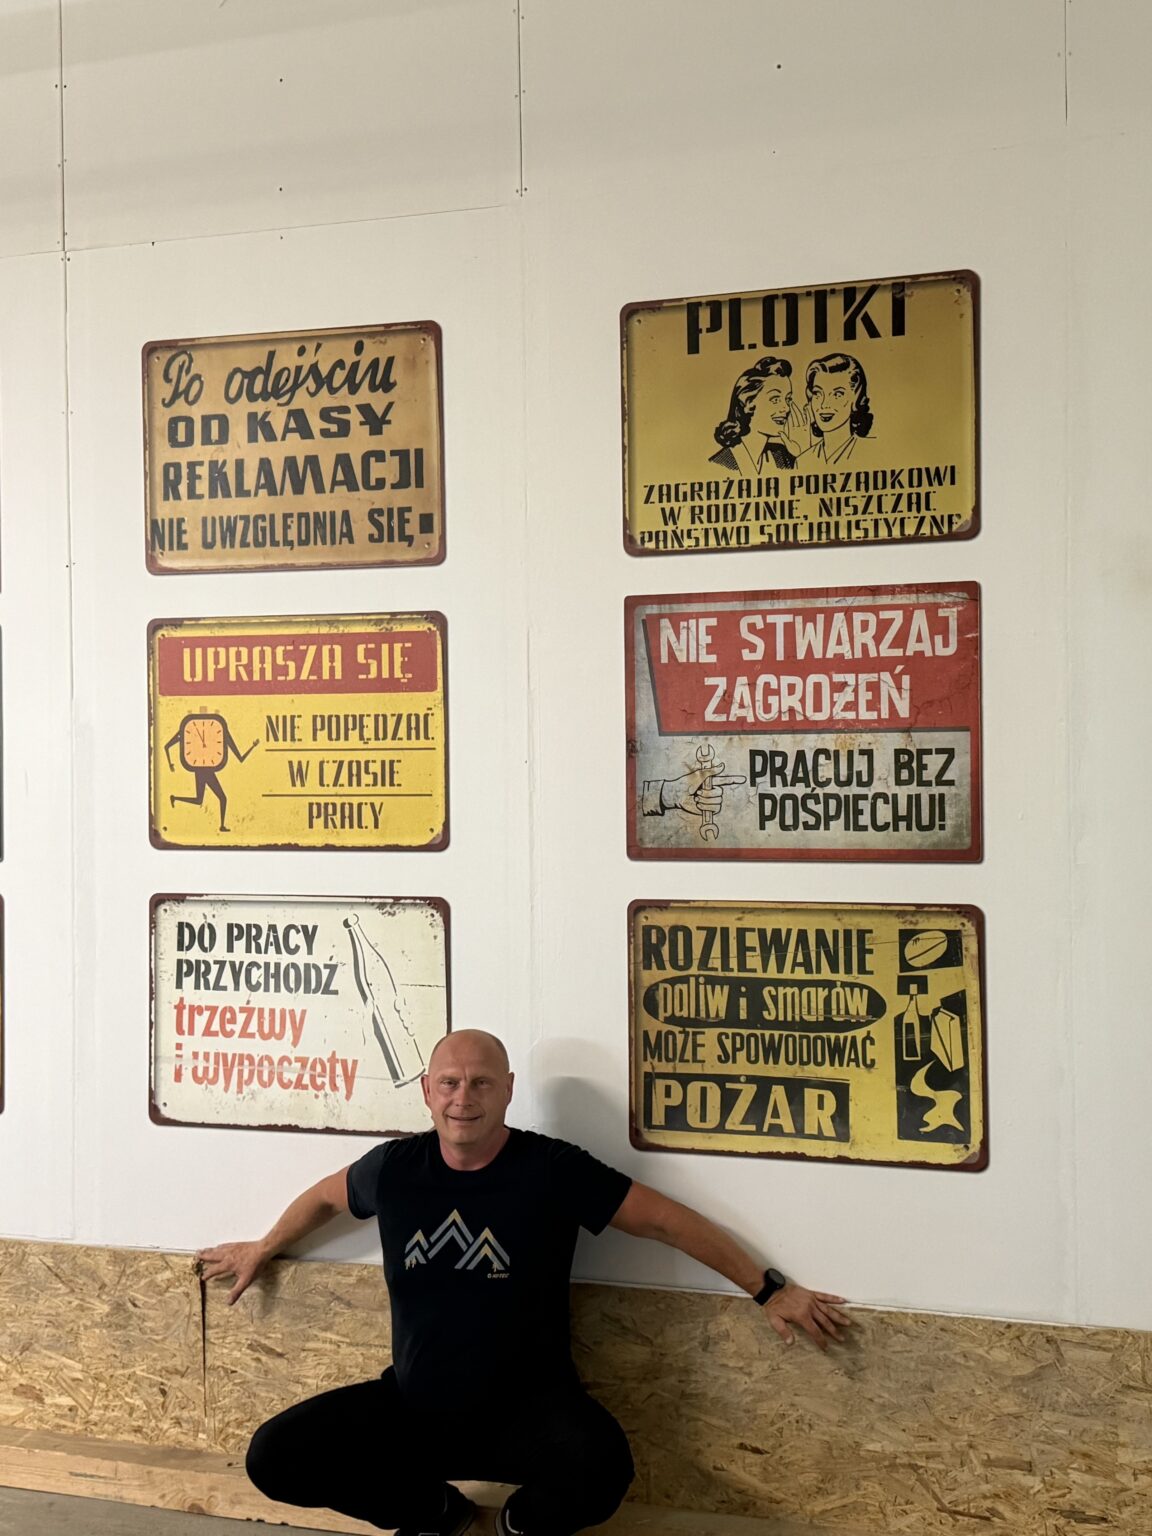 Po odejściu
OD KASY
REKLAMACJI
NIE UWZGLĘDNIA SIĘ
PLOTKI
ZAGRAŻAJĄ PORZĄDKOWI
W RODZINIE, NISZCZĄC
PAŃSTWO SOCJALISTYCZNE
UPRASZA SIĘ
NIE POPĘDZAĆ
W CZASIE
PRACY
NIE STWARZAJ
ZAGROŻEŃ
PRACUJ BEZ
POŚPIECHU!
DO PRACY
PRZYCHODŹ
trzeźwy
i wypoczęty
ROZLEWANIE
paliw i smarów
MOŻE SPOWODOWAĆ
POŻAR